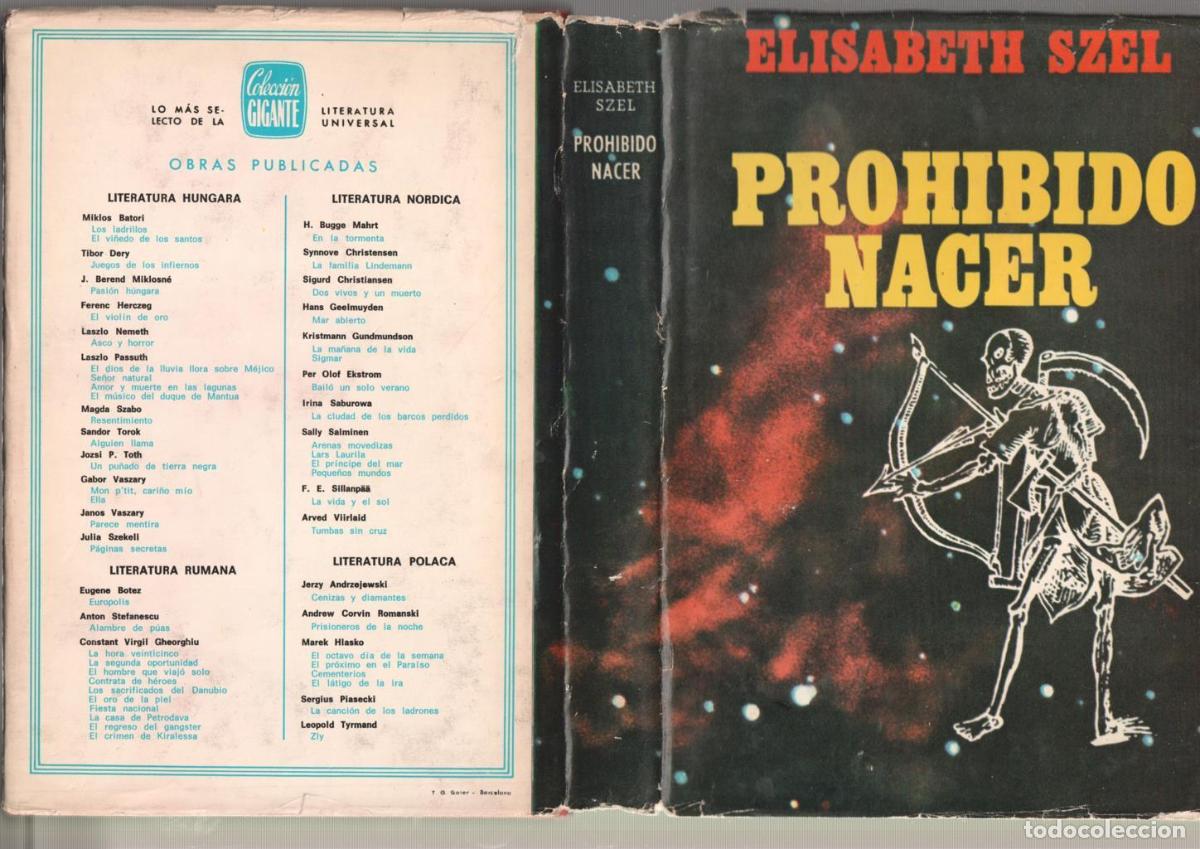 LO MÁS SE-
LECTO DE LA
Colección
GIGANTE
LITERATURA
UNIVERSAL
OBRAS PUBLICADAS
LITERATURA HUNGARA
Miklos Batori
Los ladrillos
El viñedo de los santos
Tibor Dery
Juegos de los infiernos
J. Berend Miklosné
Pasión húngara
Ferenc Herczeg
El violín de oro
Laszlo Nemeth
Asco y horror
Laszlo Passuth
El dios de la lluvia llora sobre Méjico
Señor natural
Amor y muerte en las lagunas
El músico del duque de Mantua
Magda Szabo
Resentimiento
Sandor Torok
Alguien llama
Jozsi P. Toth
Un puñado de tierra negra
Gabor Vaszary
Mon p'tit, cariño mío
Ella
Janos Vaszary
Parece mentira
Julia Szekeli
Páginas secretas
LITERATURA RUMANA
Eugene Botez
Europolis
Anton Stefanescu
Alambre de púas
Constant Virgil Gheorghiu
La hora veinticinco
La segunda oportunidad
El hombre que viajó solo
Contrata de héroes
Los sacrificados del Danubio
El oro de la piel
Fiesta nacional
La casa de Petrodava
El regreso del gangster
El crimen de Kiralessa
LITERATURA NORDICA
H. Bugge Mahrt
En la tormenta
Synnove Christensen
La familia Lindemann
Sigurd Christiansen
Dos vivos y un muerto
Hans Geelmuyden
Mar abierto
Kristmann Gundmundson
La mañana de la vida
Sigmar
Per Olof Ekstrom
Bailó un solo verano
Irina Saburowa
La ciudad de los barcos perdidos
Sally Salminen
Arenas movedizas
Lars Laurila
El príncipe del mar
Pequeños mundos
F. E. Sillanpää
La vida y el sol
Arved Viirlaid
Tumbas sin cruz
LITERATURA POLACA
Jerzy Andrzejewski
Cenizas y diamantes
Andrew Corvin Romanski
Prisioneros de la noche
Marek Hlasko
El octavo día de la semana
El próximo en el Paraíso
Cementerios
El látigo de la ira
Sergius Piasecki
La canción de los ladrones
Leopold Tyrmand
Zly
T. G. Soler - Barcelona
ELISABETH
SZEL
PROHIBIDO
NACER
ELISABETH SZEL
PROHIBIDO
NACER
todocoleccion